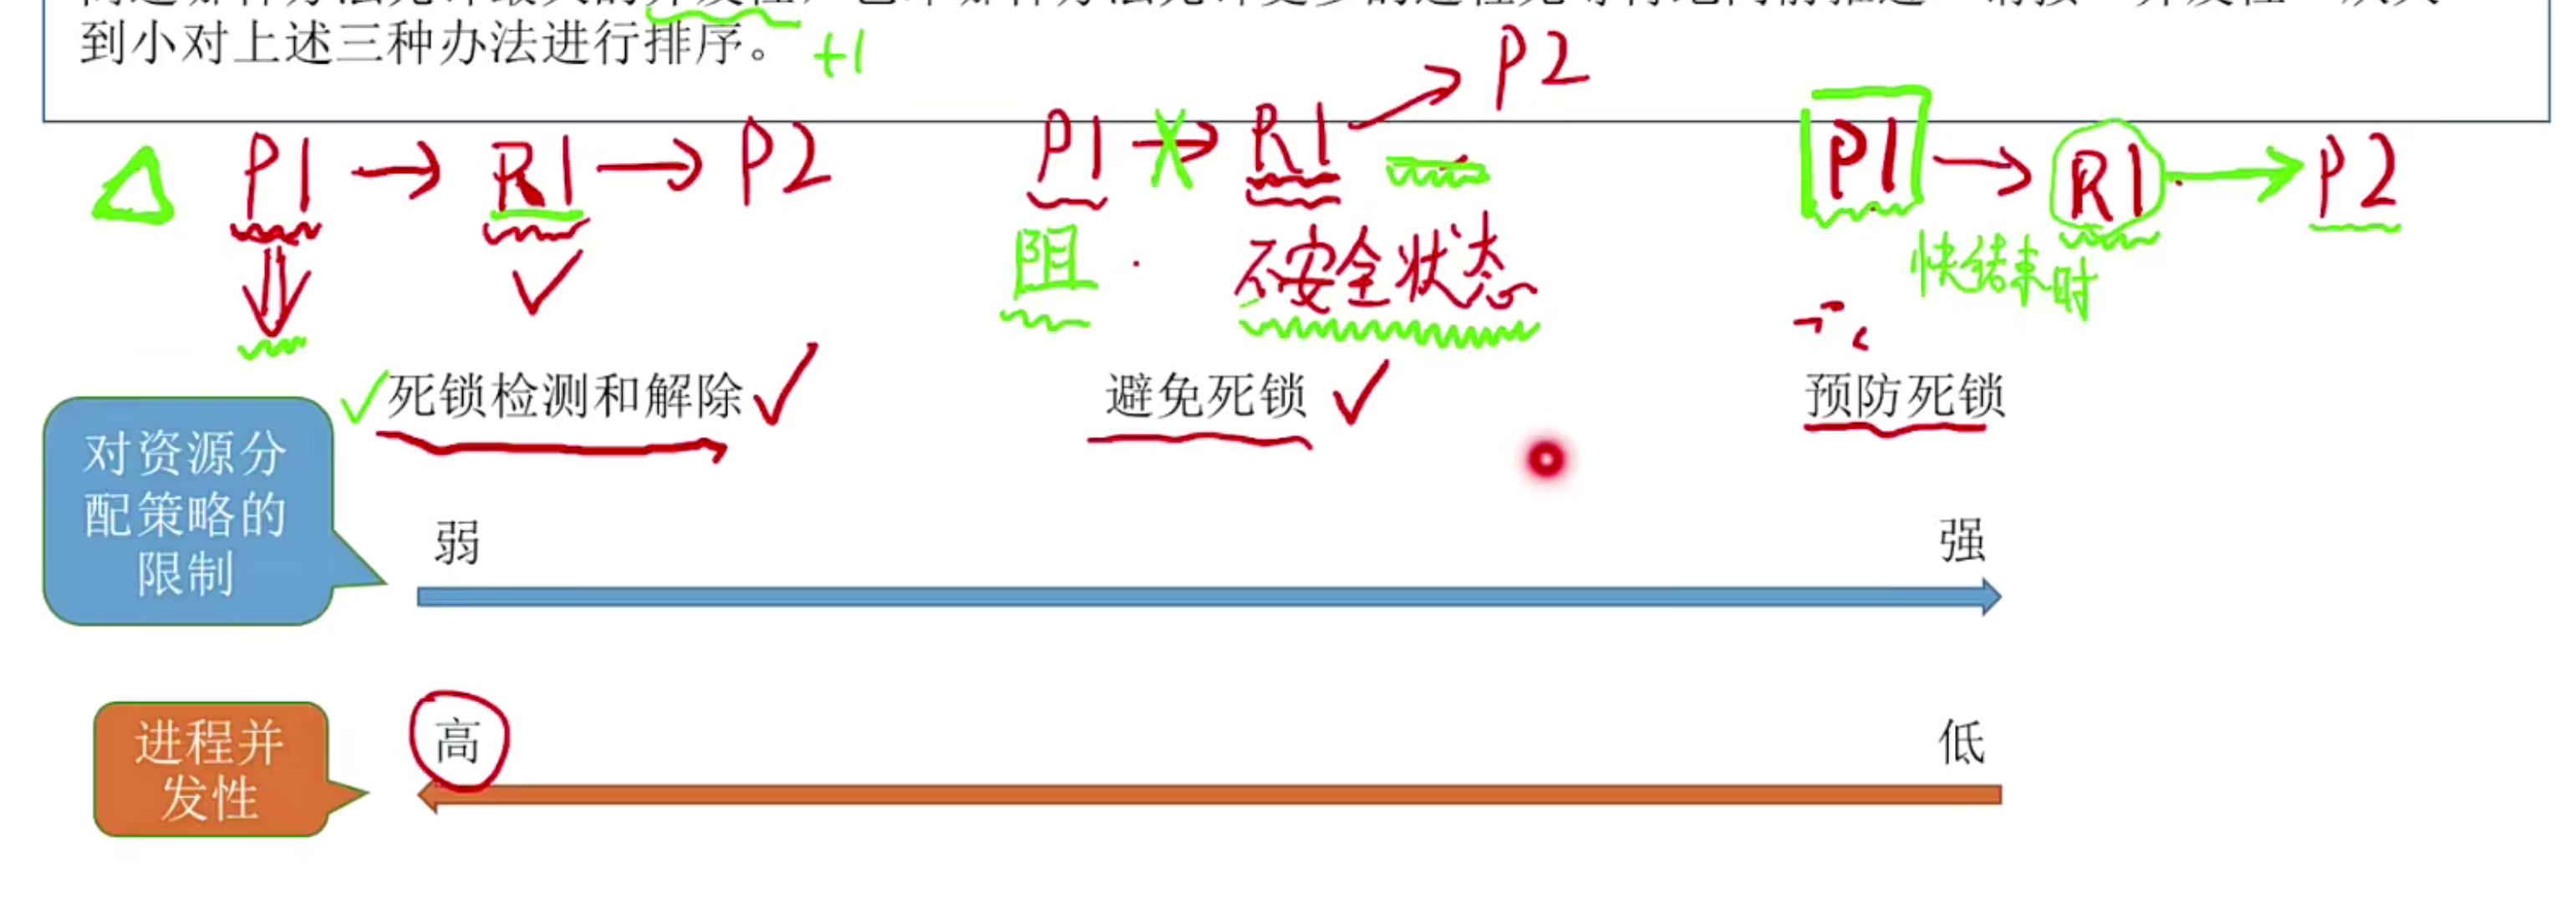 到小对上述三种办法进行排序。 +1
P1 → R1 → P2
P1 → R1 → P2
P1 → R1 → P2
阻
不安全状态
快结束时
死锁检测和解除
避免死锁
预防死锁
对资源分
配策略的
限制
弱
强
进程并
发性
高
低